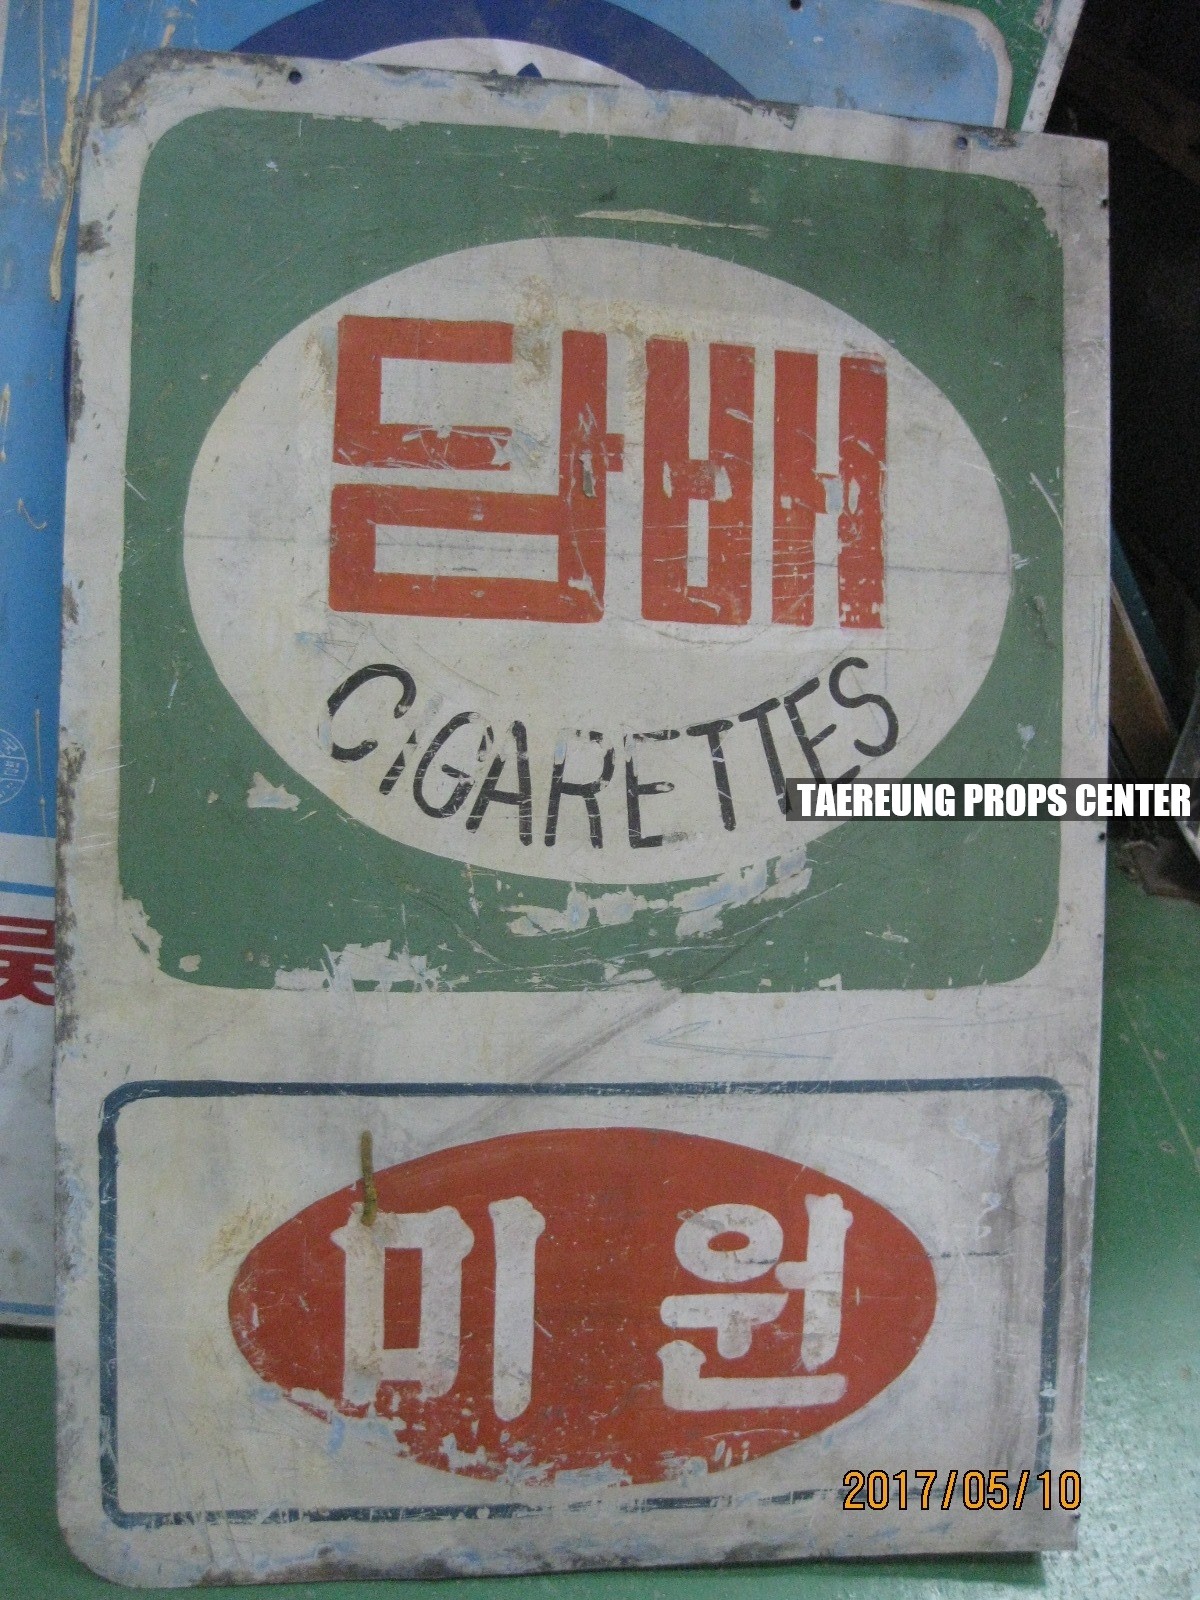 담배
CIGARETTES
TAEREUNG PROPS CENTER
미원
2017/05/10